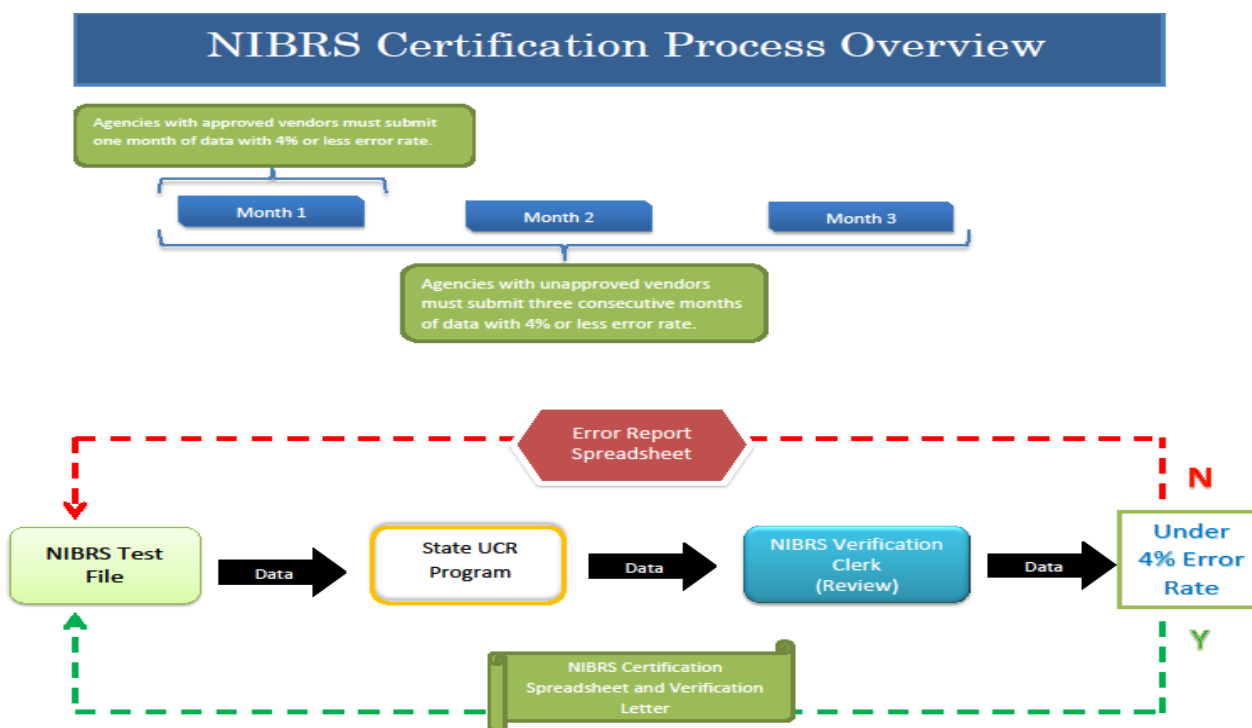 NIBRS Certification Process Overview
Agencies with approved vendors must submit
one month of data with 4% or less error rate.
Month 1
Month 2
Month 3
Agencies with unapproved vendors
must submit three consecutive months
of data with 4% or less error rate.
Error Report
Spreadsheet
N
NIBRS Test
File
Data
State UCR
Program
Data
NIBRS Verification
Clerk
(Review)
Data
Under
4% Error
Rate
Y
NIBRS Certification
Spreadsheet and Verification
Letter